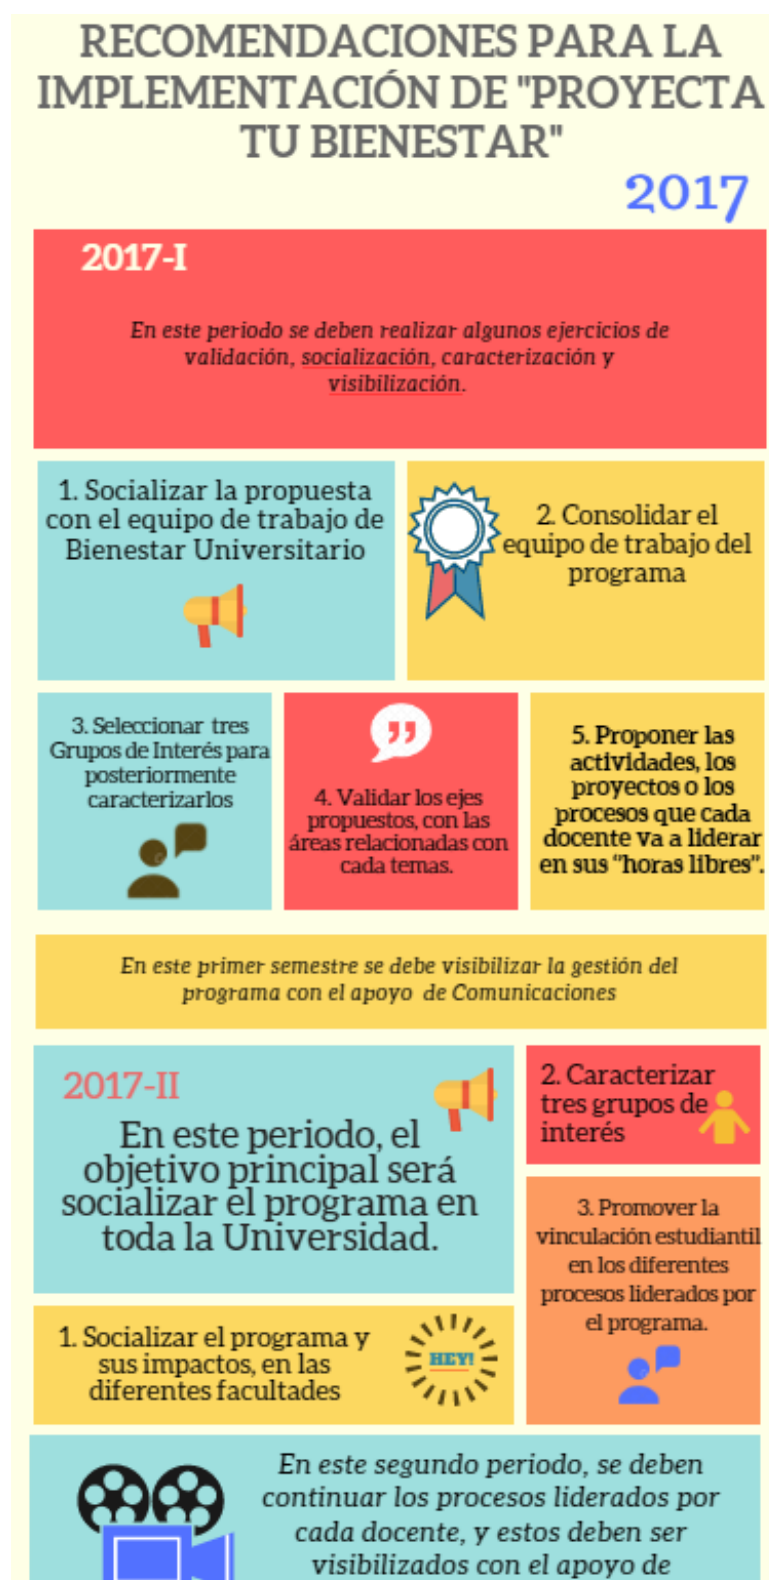 RECOMENDACIONES PARA LA
IMPLEMENTACIÓN DE "PROYECTA
TU BIENESTAR"
2017
2017-I
En este periodo se deben realizar algunos ejercicios de
validación, socialización, caracterización y
visibilización.
1. Socializar la propuesta
con el equipo de trabajo de
Bienestar Universitario
2. Consolidar el
equipo de trabajo del
programa
3. Seleccionar tres
Grupos de Interés para
posteriormente
caracterizarlos
4. Validar los ejes
propuestos, con las
áreas relacionadas con
cada temas.
5. Proponer las
actividades, los
proyectos o los
procesos que cada
docente va a liderar
en sus "horas libres".
En este primer semestre se debe visibilizar la gestión del
programa con el apoyo de Comunicaciones
2017-II
En este periodo, el
objetivo principal será
socializar el programa en
toda la Universidad.
1. Socializar el programa y
sus impactos, en las
diferentes facultades
HEY!
2. Caracterizar
tres grupos de
interés
3. Promover la
vinculación estudiantil
en los diferentes
procesos liderados por
el programa.
En este segundo periodo, se deben
continuar los procesos liderados por
cada docente, y estos deben ser
visibilizados con el apoyo de